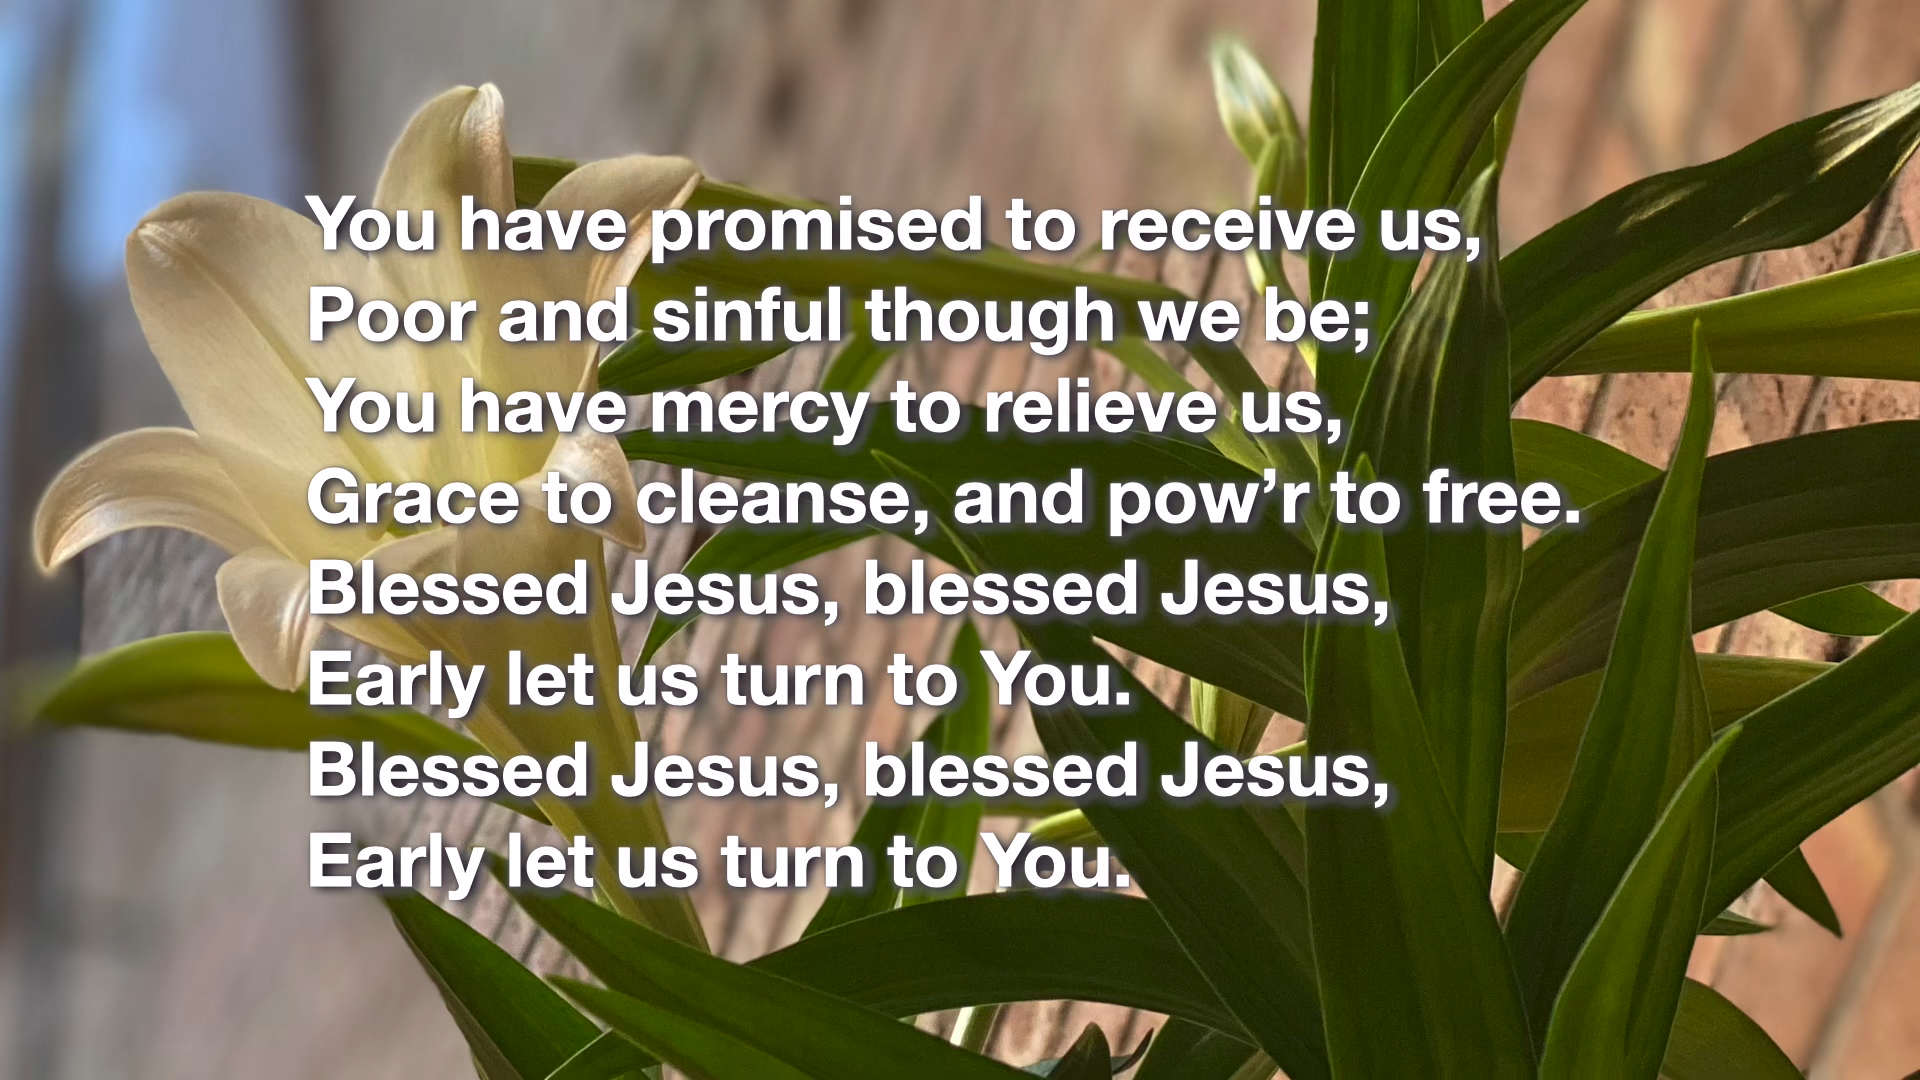 You have promised to receive us,
Poor and sinful though we be;
You have mercy to relieve us,
Grace to cleanse, and pow’r to free.
Blessed Jesus, blessed Jesus,
Early let us turn to You.
Blessed Jesus, blessed Jesus,
Early let us turn to You.